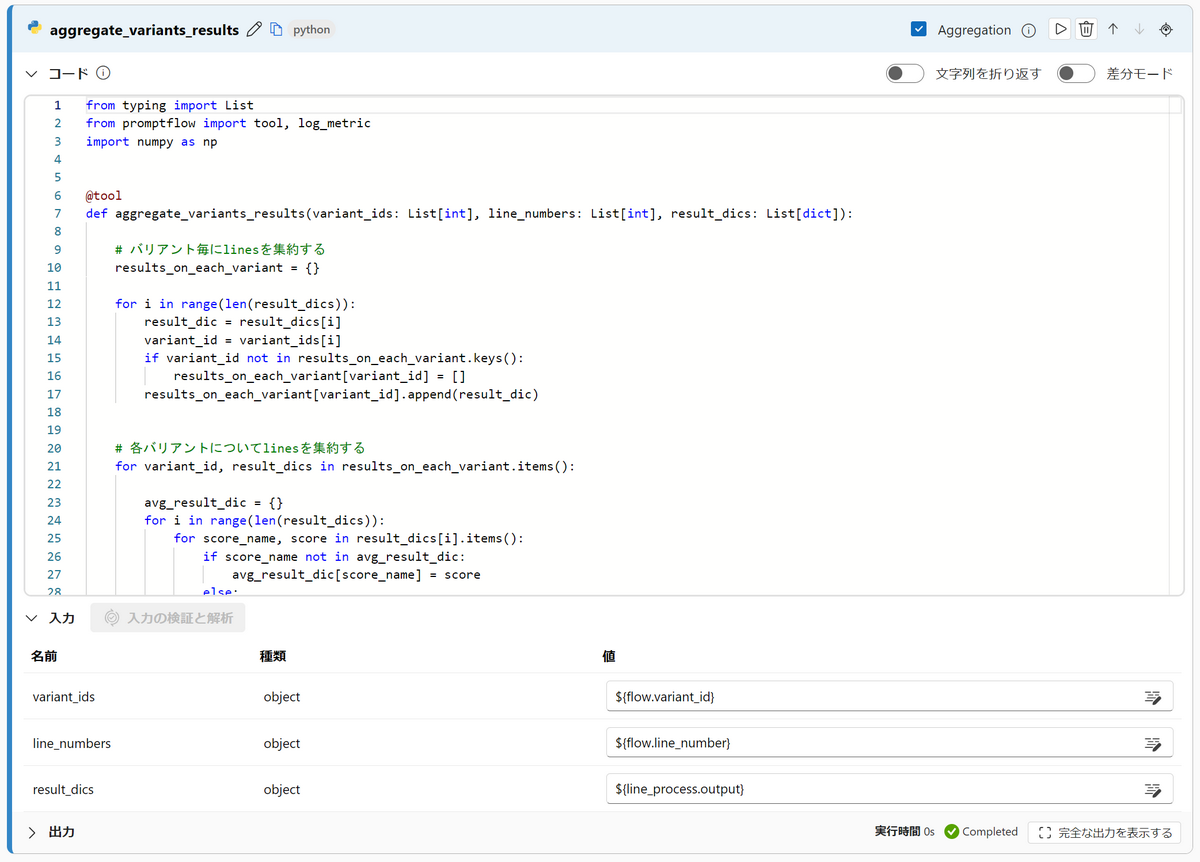 aggregate_variants_results python Aggregation
コード 文字列を折り返す 差分モード
1 from typing import List
2 from promptflow import tool, log_metric
3 import numpy as np
4
5
6 @tool
7 def aggregate_variants_results(variant_ids: List[int], line_numbers: List[int], result_dics: List[dict]):
8
9 # バリアント毎にlinesを集約する
10 results_on_each_variant = {}
11
12 for i in range(len(result_dics)):
13 result_dic = result_dics[i]
14 variant_id = variant_ids[i]
15 if variant_id not in results_on_each_variant.keys():
16 results_on_each_variant[variant_id] = []
17 results_on_each_variant[variant_id].append(result_dic)
18
19
20 # 各バリアントについてlinesを集約する
21 for variant_id, result_dics in results_on_each_variant.items():
22
23 avg_result_dic = {}
24 for i in range(len(result_dics)):
25 for score_name, score in result_dics[i].items():
26 if score_name not in avg_result_dic:
27 avg_result_dic[score_name] = score
28 else:
入力 入力の検証と解析
名前 種類 値
variant_ids object ${flow.variant_id}
line_numbers object ${flow.line_number}
result_dics object ${line_process.output}
出力 実行時間 0s Completed 完全な出力を表示する